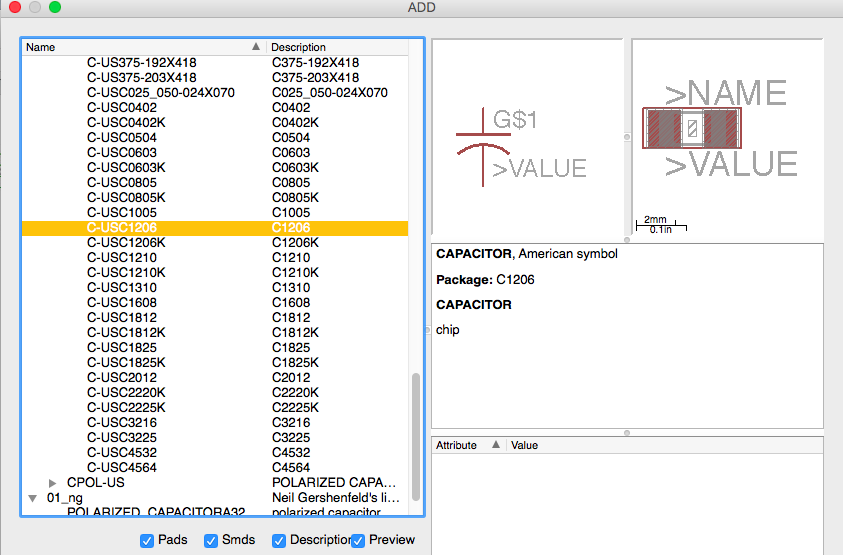 ADD
Name Description
C-US375-192X418 C375-192X418
C-US375-203X418 C375-203X418
C-USC025_050-024X070 C025_050-024X070
C-USC0402 C0402
C-USC0402K C0402K
C-USC0504 C0504
C-USC0603 C0603
C-USC0603K C0603K
C-USC0805 C0805
C-USC0805K C0805K
C-USC1005 C1005
C-USC1206 C1206
C-USC1206K C1206K
C-USC1210 C1210
C-USC1210K C1210K
C-USC1310 C1310
C-USC1608 C1608
C-USC1812 C1812
C-USC1812K C1812K
C-USC1825 C1825
C-USC1825K C1825K
C-USC2012 C2012
C-USC2220K C2220K
C-USC2225K C2225K
C-USC3216 C3216
C-USC3225 C3225
C-USC4532 C4532
C-USC4564 C4564
CPOL-US POLARIZED CAPA...
01_ng Neil Gershenfeld's li...
POLARIZED_CAPACITORA32 polarized capacitor
Pads Smds Description Preview
G$1
>VALUE
>NAME
>VALUE
2mm
0.1in
CAPACITOR, American symbol
Package: C1206
CAPACITOR
chip
Attribute Value